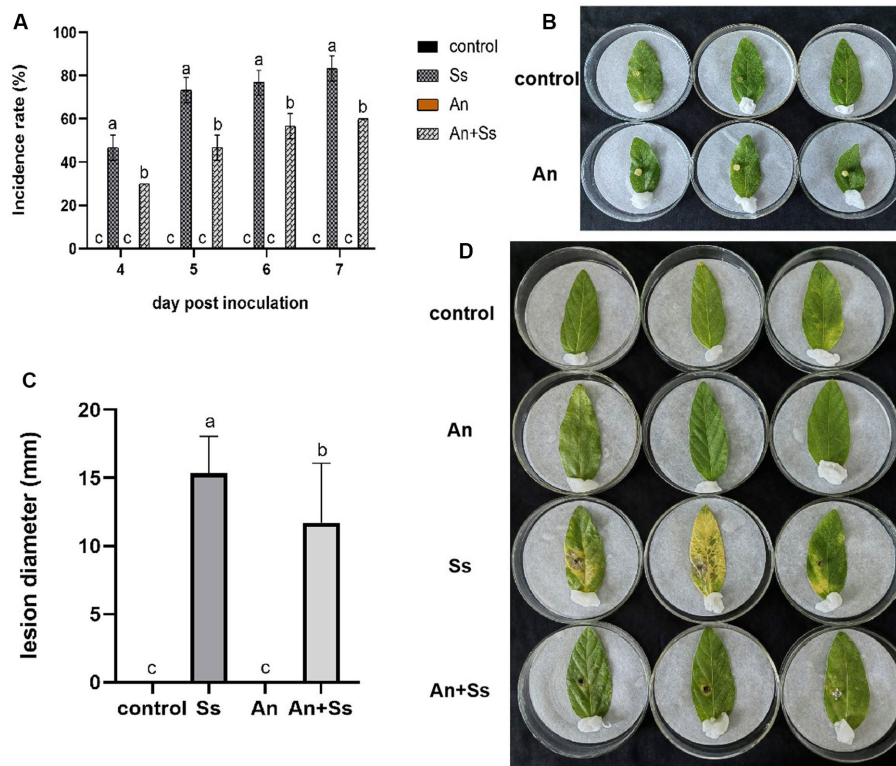 A
Incidence rate (%)
100
80
60
40
20
0
a
b
a
b
a
b
a
b
c c c c c c c c
4 5 6 7
day post inoculation
control
Ss
An
An+Ss
B
control
An
C
lesion diameter (mm)
20
15
10
5
0
c
a
c
b
control Ss An An+Ss
D
control
An
Ss
An+Ss